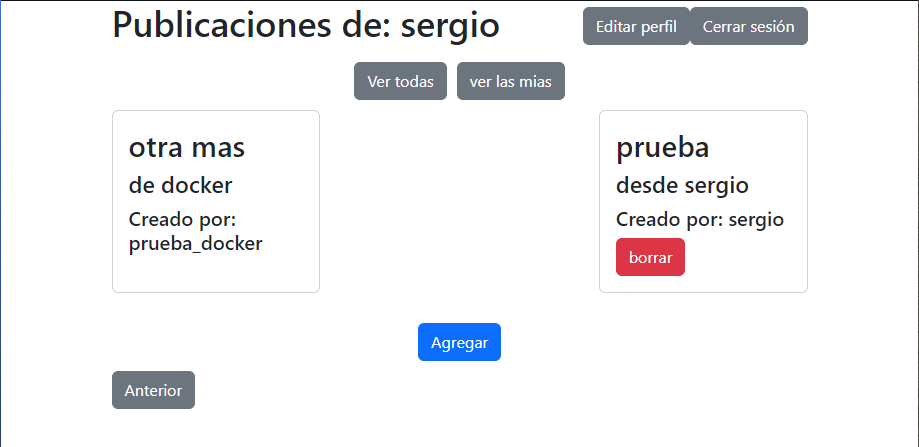 Publicaciones de: sergio
Editar perfil
Cerrar sesión
Ver todas
ver las mias
otra mas
de docker
Creado por:
prueba_docker
prueba
desde sergio
Creado por: sergio
borrar
Agregar
Anterior